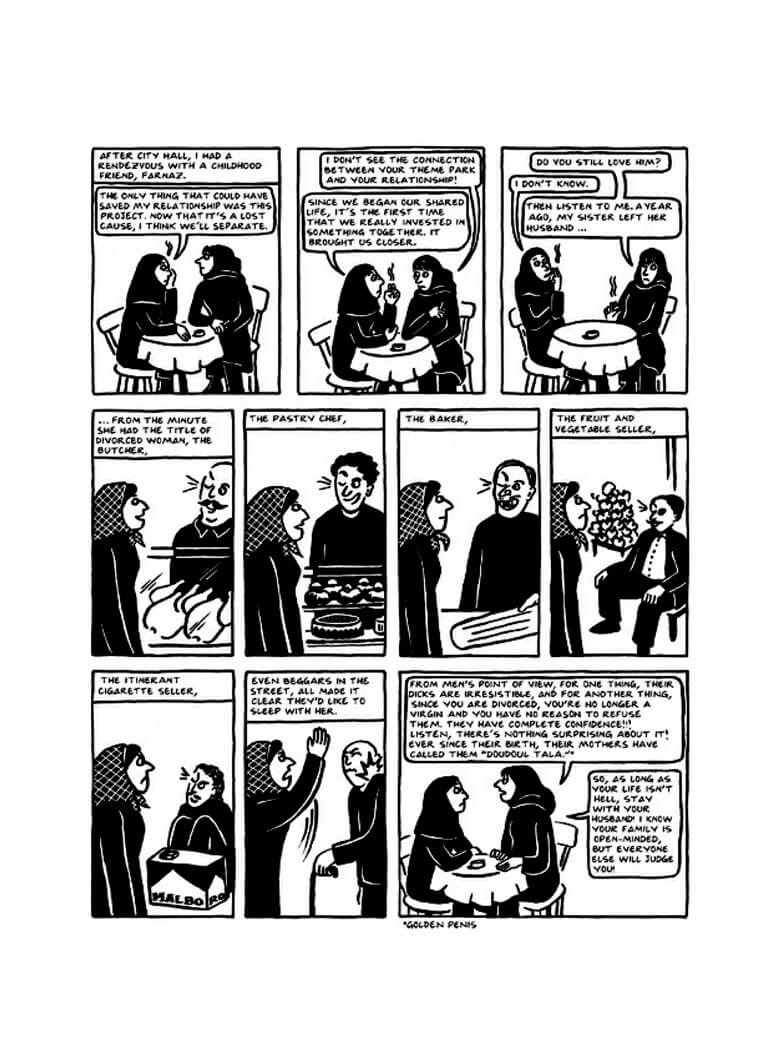 AFTER CITY HALL, I HAD A
RENDEZVOUS WITH A CHILDHOOD
FRIEND, FARNAZ.
THE ONLY THING THAT COULD HAVE
SAVED MY RELATIONSHIP WAS THIS
PROJECT. NOW THAT IT'S A LOST
CAUSE, I THINK WE'LL SEPARATE.
I DON'T SEE THE CONNECTION
BETWEEN YOUR THEME PARK
AND YOUR RELATIONSHIP!
SINCE WE BEGAN OUR SHARED
LIFE, IT'S THE FIRST TIME
THAT WE REALLY INVESTED IN
SOMETHING TOGETHER. IT
BROUGHT US CLOSER.
DO YOU STILL LOVE HIM?
I DON'T KNOW.
THEN LISTEN TO ME. A YEAR
AGO, MY SISTER LEFT HER
HUSBAND ...
... FROM THE MINUTE
SHE HAD THE TITLE OF
DIVORCED WOMAN, THE
BUTCHER,
THE PASTRY CHEF,
THE BAKER,
THE FRUIT AND
VEGETABLE SELLER,
THE ITINERANT
CIGARETTE SELLER,
MALBORO
EVEN BEGGARS IN THE
STREET, ALL MADE IT
CLEAR THEY'D LIKE TO
SLEEP WITH HER.
FROM MEN'S POINT OF VIEW, FOR ONE THING, THEIR
DICKS ARE IRRESISTIBLE, AND FOR ANOTHER THING,
SINCE YOU ARE DIVORCED, YOU'RE NO LONGER A
VIRGIN AND YOU HAVE NO REASON TO REFUSE
THEM. THEY HAVE COMPLETE CONFIDENCE!!!
LISTEN, THERE'S NOTHING SURPRISING ABOUT IT!
EVER SINCE THEIR BIRTH, THEIR MOTHERS HAVE
CALLED THEM "DOUDOUL TALA."*
SO, AS LONG AS
YOUR LIFE ISN'T
HELL, STAY
WITH YOUR
HUSBAND! I KNOW
YOUR FAMILY IS
OPEN-MINDED,
BUT EVERYONE
ELSE WILL JUDGE
YOU!
*GOLDEN PENIS